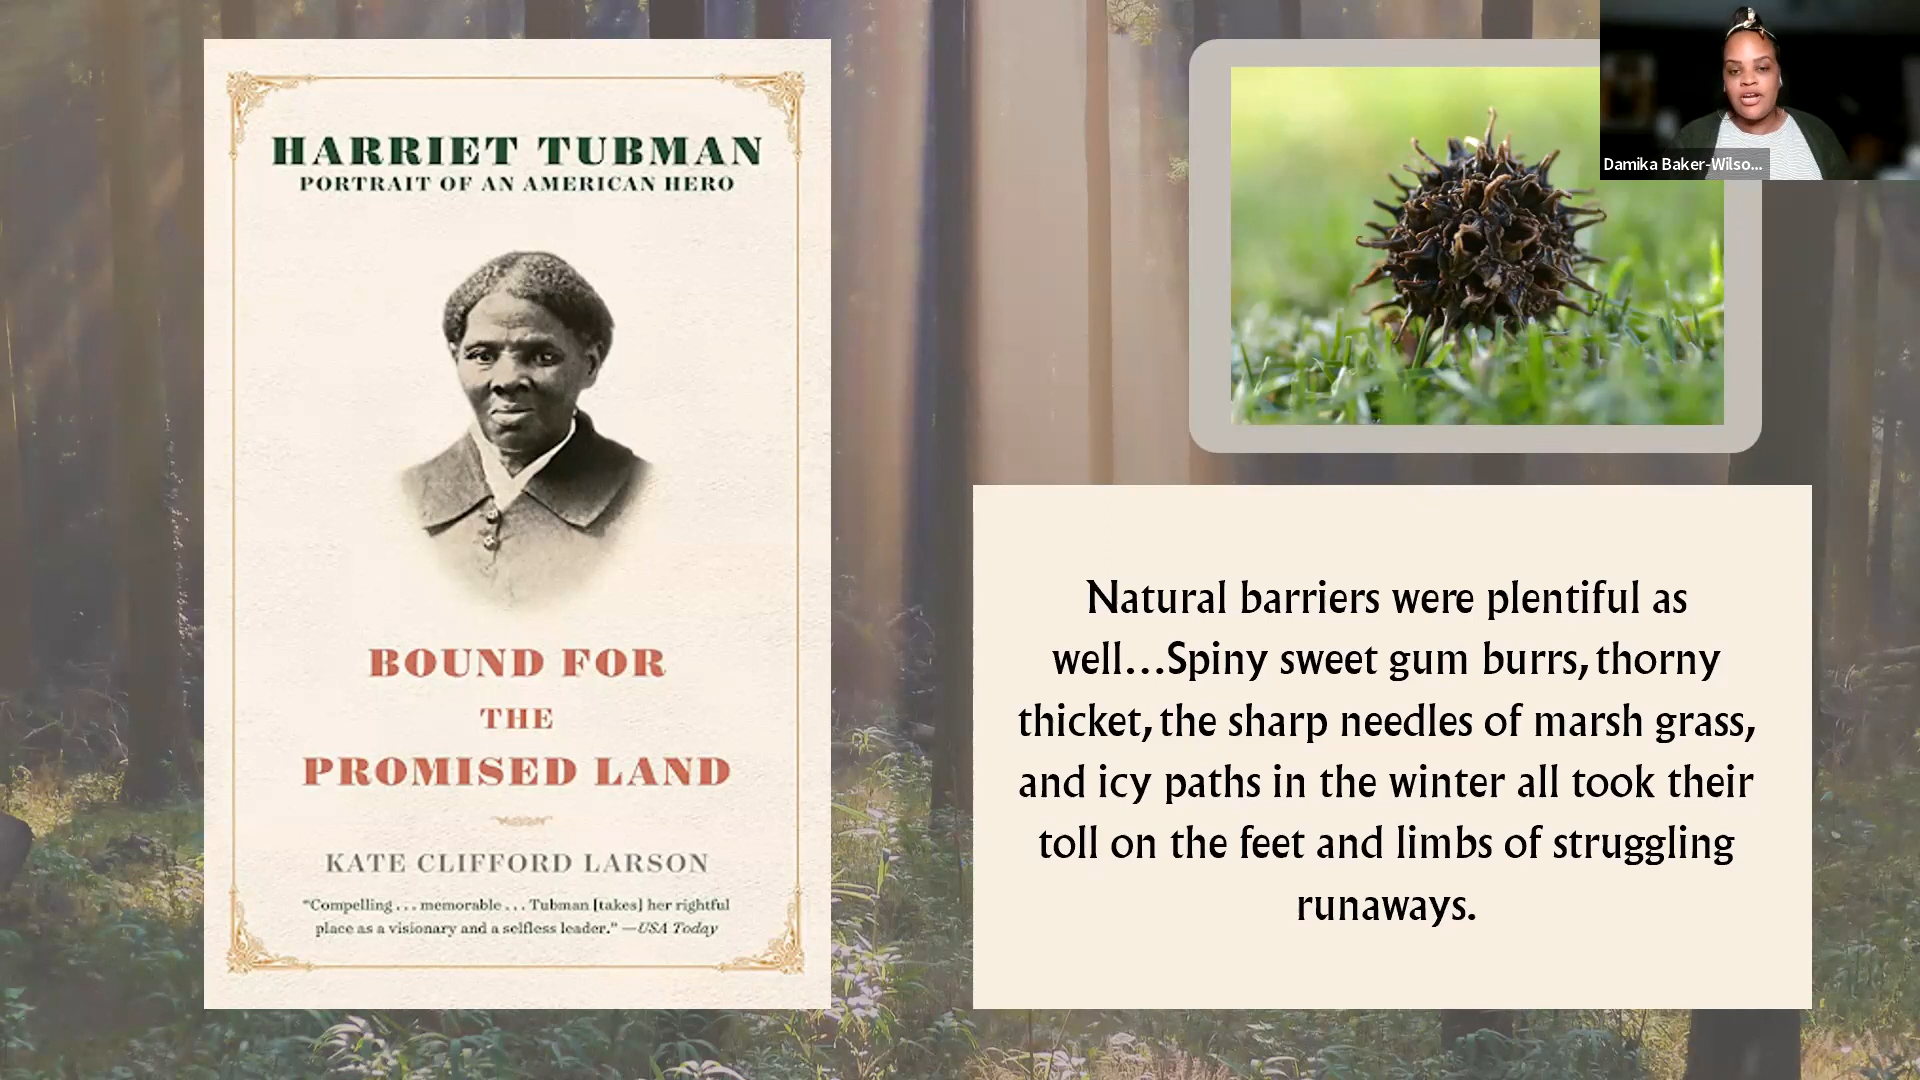 HARRIET TUBMAN
PORTRAIT OF AN AMERICAN HERO
BOUND FOR
THE
PROMISED LAND
KATE CLIFFORD LARSON
“Compelling . . . memorable . . . Tubman [takes] her rightful
place as a visionary and a selfless leader.” —USA Today
Damika Baker-Wilso...
Natural barriers were plentiful as
well...Spiny sweet gum burrs, thorny
thicket, the sharp needles of marsh grass,
and icy paths in the winter all took their
toll on the feet and limbs of struggling
runaways.